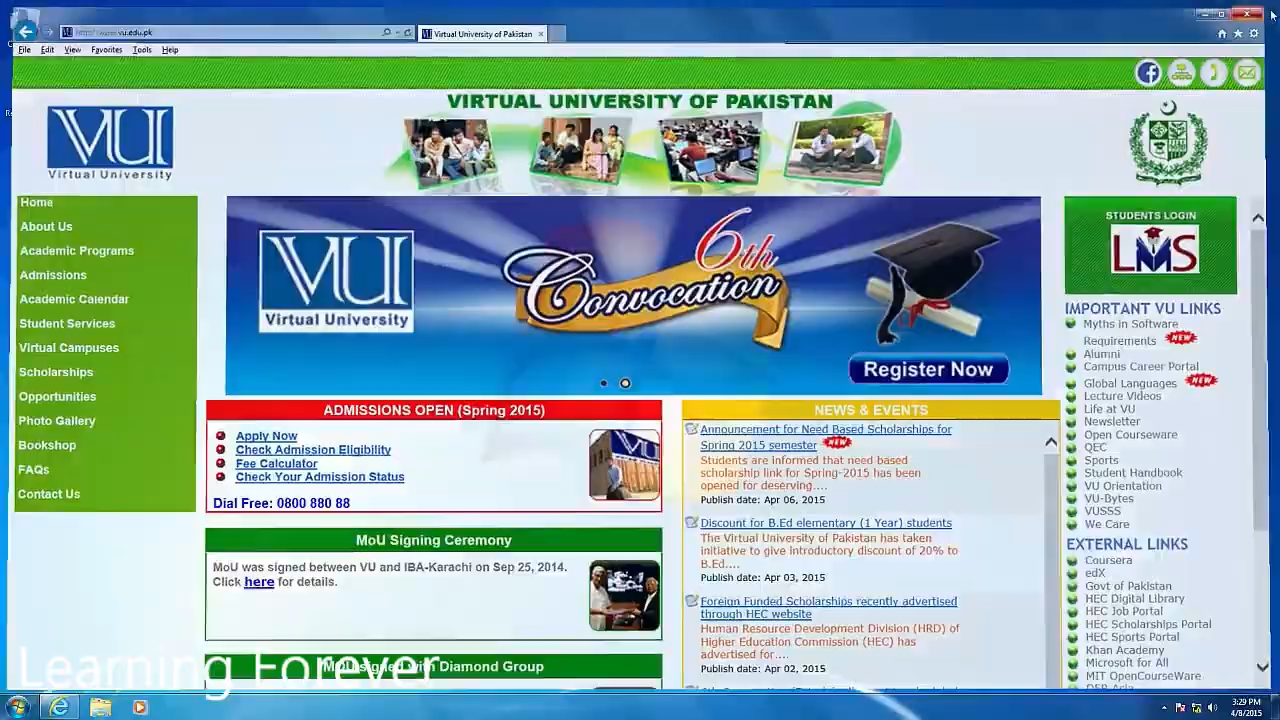 http://www.vu.edu.pk
Virtual University of Pakistan
File Edit View Favorites Tools Help
VIRTUAL UNIVERSITY OF PAKISTAN
VU
Virtual University
Home
About Us
Academic Programs
Admissions
Academic Calendar
Student Services
Virtual Campuses
Scholarships
Opportunities
Photo Gallery
Bookshop
FAQs
Contact Us
VU
Virtual University
6th
Convocation
Register Now
STUDENTS LOGIN
LMS
ADMISSIONS OPEN (Spring 2015)
Apply Now
Check Admission Eligibility
Fee Calculator
Check Your Admission Status
Dial Free: 0800 880 88
VU
MoU Signing Ceremony
MoU was signed between VU and IBA-Karachi on Sep 25, 2014.
Click here for details.
MoU signed with Diamond Group
NEWS & EVENTS
Announcement for Need Based Scholarships for
Spring 2015 semester NEW
Students are informed that need based
scholarship link for Spring-2015 has been
opened for deserving....
Publish date: Apr 06, 2015
Discount for B.Ed elementary (1 Year) students
The Virtual University of Pakistan has taken
initiative to give introductory discount of 20% to
B.Ed....
Publish date: Apr 03, 2015
Foreign Funded Scholarships recently advertised
through HEC website
Human Resource Development Division (HRD) of
Higher Education Commission (HEC) has
advertised for....
Publish date: Apr 02, 2015
IMPORTANT VU LINKS
Myths in Software
Requirements NEW
Alumni
Campus Career Portal
Global Languages NEW
Lecture Videos
Life at VU
Newsletter
Open Courseware
QEC
Sports
Student Handbook
VU Orientation
VU-Bytes
VUSSS
We Care
EXTERNAL LINKS
Coursera
edX
Govt of Pakistan
HEC Digital Library
HEC Job Portal
HEC Scholarships Portal
HEC Sports Portal
Khan Academy
Microsoft for All
MIT OpenCourseWare
Learning Forever
3:29 PM
4/8/2015